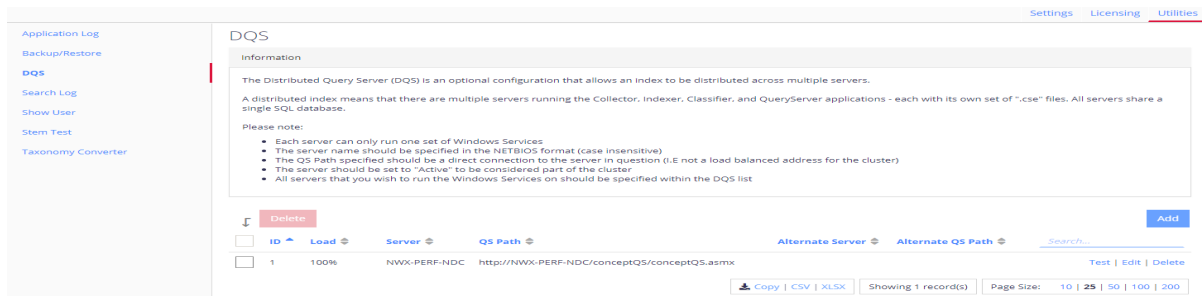 Settings Licensing Utilities
Application Log
Backup/Restore
DQS
Search Log
Show User
Stem Test
Taxonomy Converter
DQS
Information
The Distributed Query Server (DQS) is an optional configuration that allows an index to be distributed across multiple servers.
A distributed index means that there are multiple servers running the Collector, Indexer, Classifier, and QueryServer applications - each with its own set of ".cse" files. All servers share a
single SQL database.
Please note:
Each server can only run one set of Windows Services
The server name should be specified in the NETBIOS format (case insensitive)
The QS Path specified should be a direct connection to the server in question (I.E not a load balanced address for the cluster)
The server should be set to "Active" to be considered part of the cluster
All servers that you wish to run the Windows Services on should be specified within the DQS list
Delete Add
ID Load Server QS Path Alternate Server Alternate QS Path Search...
1 100% NWX-PERF-NDC http://NWX-PERF-NDC/conceptQS/conceptQS.asmx Test | Edit | Delete
Copy | CSV | XLSX Showing 1 record(s) Page Size: 10 | 25 | 50 | 100 | 200